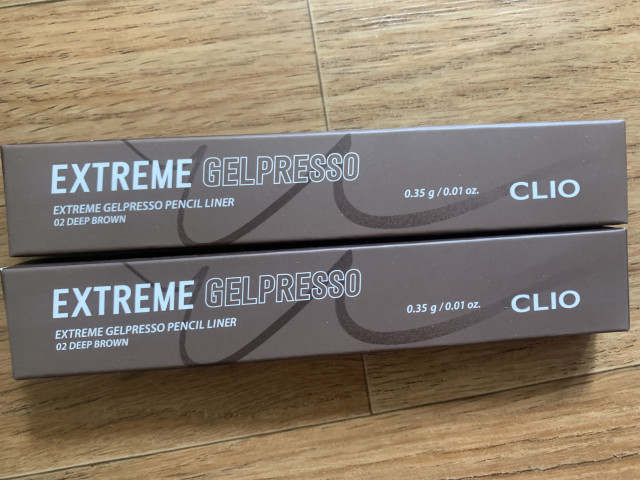 EXTREME GELPRESSO
EXTREME GELPRESSO PENCIL LINER
02 DEEP BROWN
0.35 g / 0.01 oz.
CLIO
EXTREME GELPRESSO
EXTREME GELPRESSO PENCIL LINER
02 DEEP BROWN
0.35 g / 0.01 oz.
CLIO